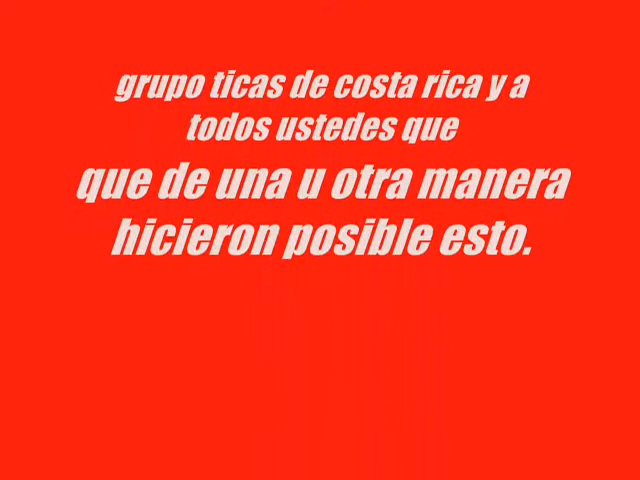 grupo ticas de costa rica y a
todos ustedes que
que de una u otra manera
hicieron posible esto.